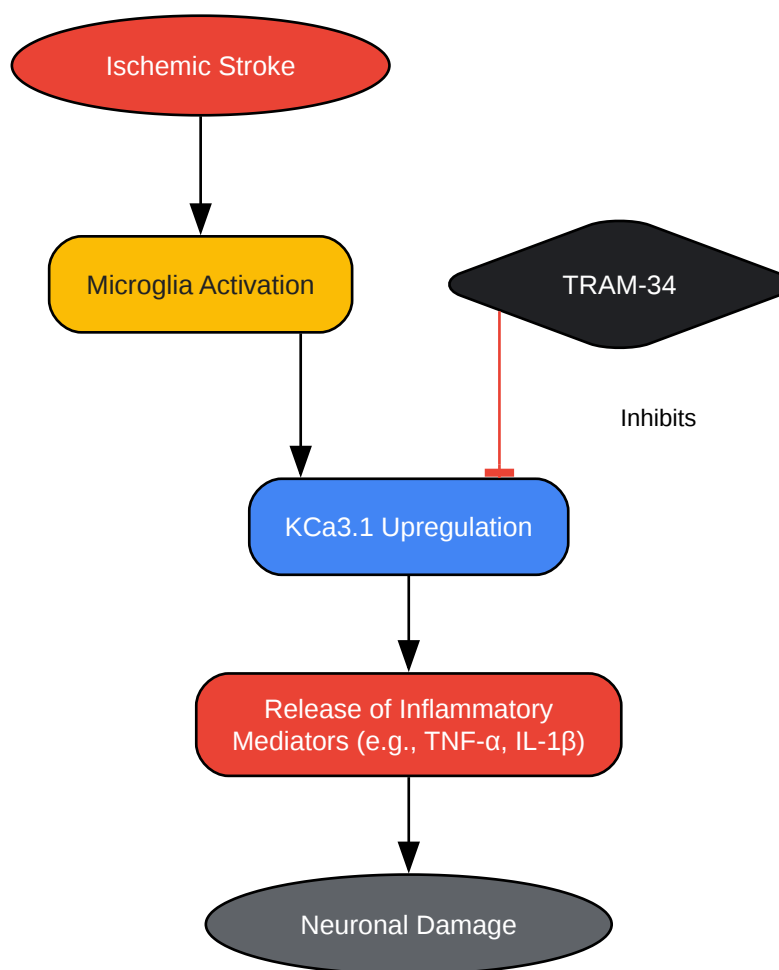 Ischemic Stroke
Microglia Activation
TRAM-34
Inhibits
KCa3.1 Upregulation
Release of Inflammatory
Mediators (e.g., TNF-α, IL-1β)
Neuronal Damage